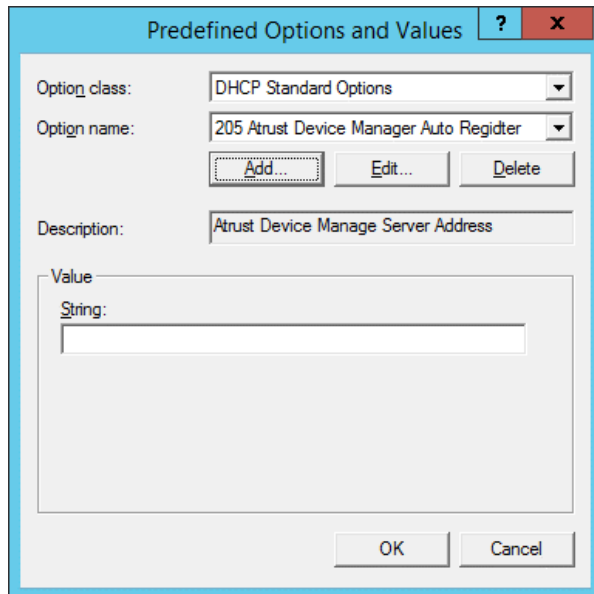 Predefined Options and Values ? x
Option class: DHCP Standard Options
Option name: 205 Atrust Device Manager Auto Regidter
Add... Edit... Delete
Description: Atrust Device Manage Server Address
Value
String:
OK Cancel